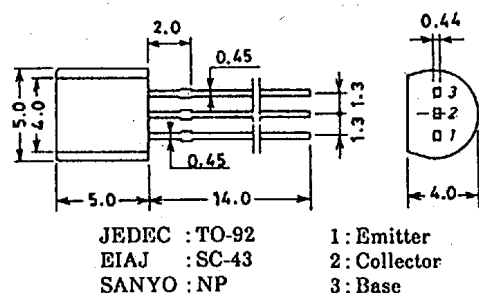 2.0
0.45
0.44
5.0
4.0
1.3
1.3
3
2
1
0.45
5.0
14.0
4.0
JEDEC : TO-92
EIAJ : SC-43
SANYO : NP
1 : Emitter
2 : Collector
3 : Base